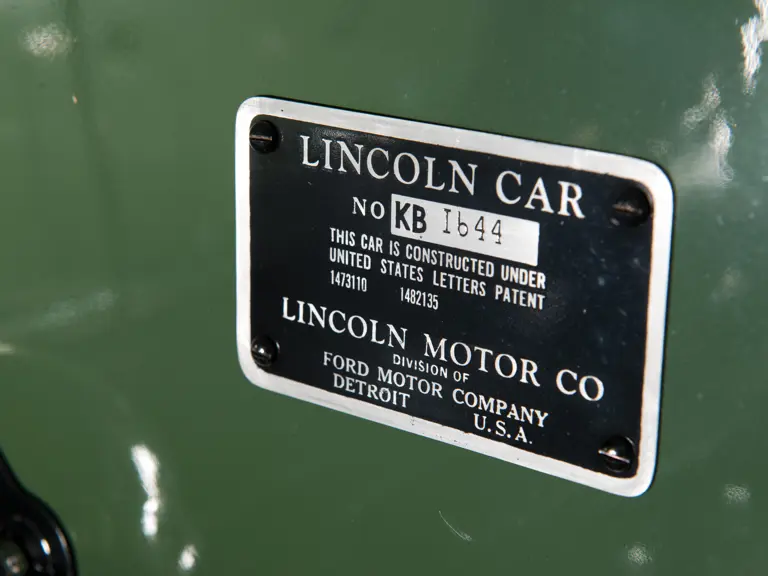 LINCOLN CAR
NO KB 1644
THIS CAR IS CONSTRUCTED UNDER
UNITED STATES LETTERS PATENT
1473110 1482135
LINCOLN MOTOR CO
DIVISION OF
FORD MOTOR COMPANY
DETROIT U.S.A.